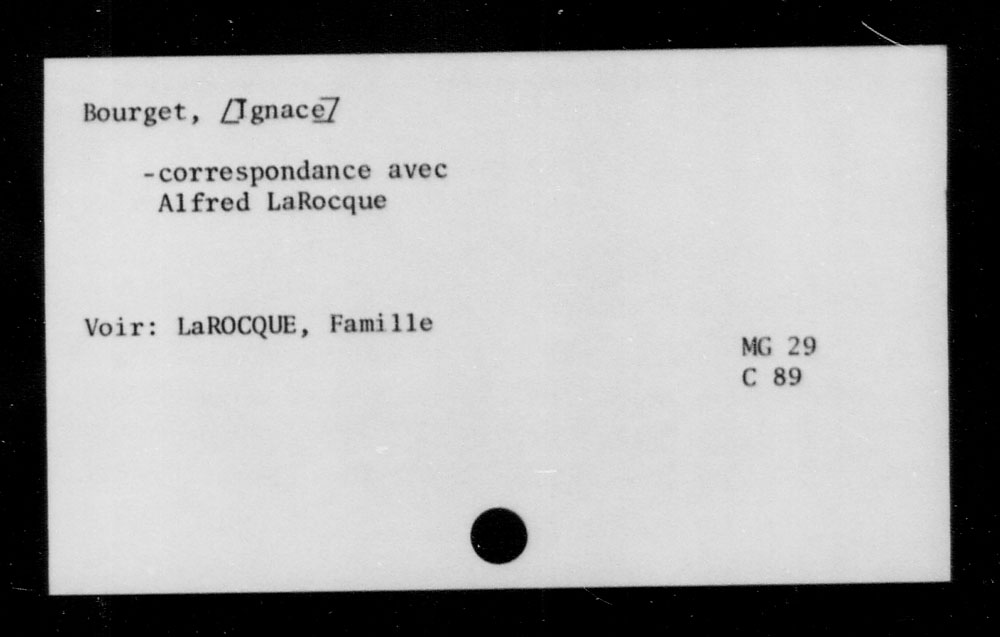 Bourget, [Ignace]
-correspondance avec
Alfred LaRocque
Voir: LaROCQUE, Famille
MG 29
C 89